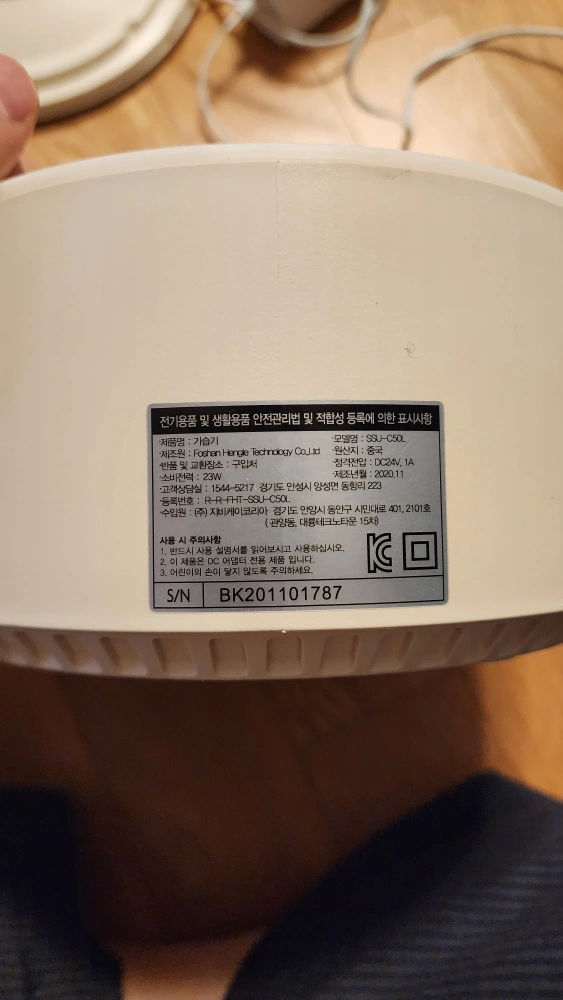 전기용품 및 생활용품 안전관리법 및 적합성 등록에 의한 표시사항
·제품명 : 가습기 ·모델명 : SSU-C50L
·제조원 : Foshan Hengle Technology Co.,Ltd ·원산지 : 중국
·반품 및 교환장소 : 구입처 ·정격전압 : DC24V, 1A
·소비전력 : 23W ·제조년월 : 2020.11
·고객상담실 : 1544-5217 경기도 안성시 양성면 동항리 223
·등록번호 : R-R-FHT-SSU-C50L
·수입원 : (주) 지비케이코리아 경기도 안양시 동안구 시민대로 401, 2101호
( 관양동, 대륭테크노타운 15차)
사용 시 주의사항
1. 반드시 사용 설명서를 읽어보시고 사용하십시오.
2. 이 제품은 DC 어댑터 전용 제품 입니다.
3. 어린이의 손이 닿지 않도록 주의하세요.
S/N BK201101787